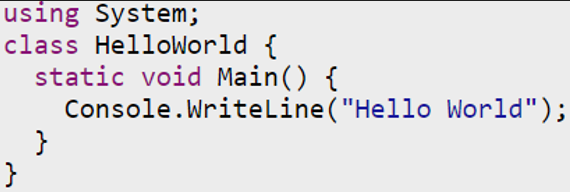 using System;
class HelloWorld {
  static void Main() {
    Console.WriteLine("Hello World");
  }
}